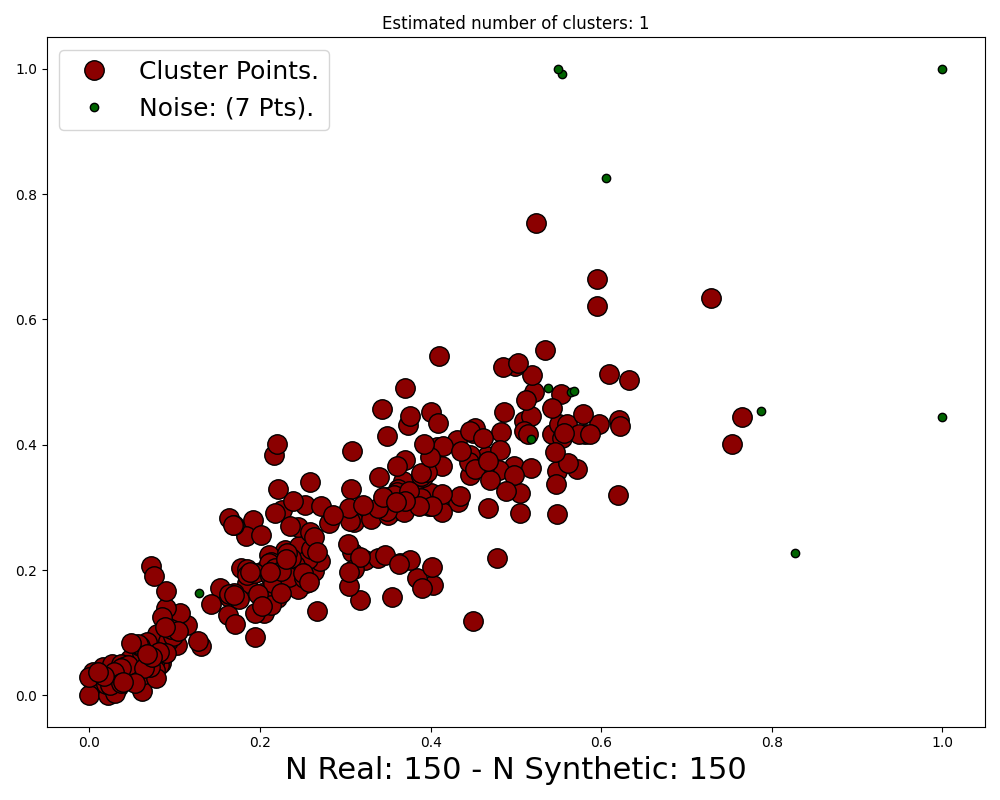 Estimated number of clusters: 1
Cluster Points.
Noise: (7 Pts).
1.0
0.8
0.6
0.4
0.2
0.0
0.0 0.2 0.4 0.6 0.8 1.0
N Real: 150 - N Synthetic: 150